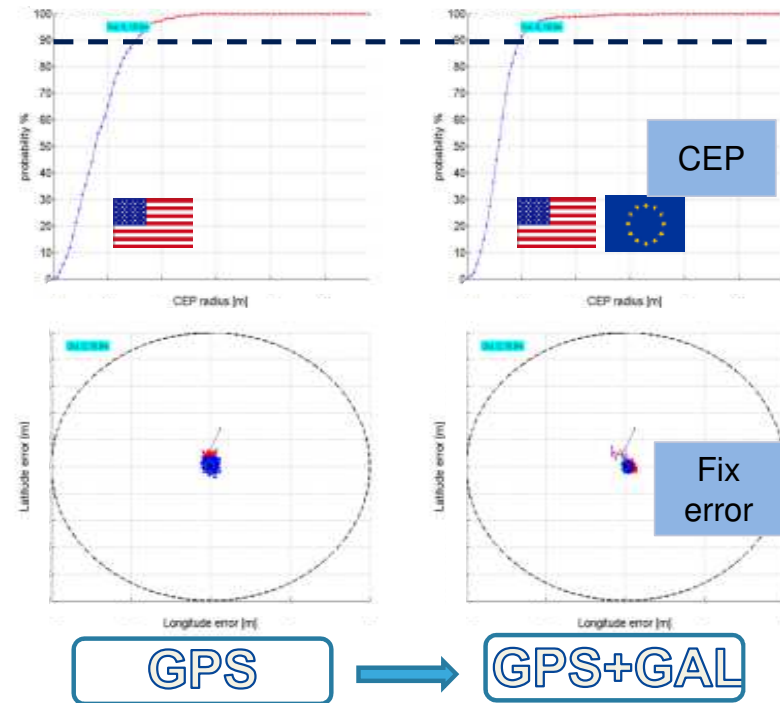 100
90
80
70
60
50
40
30
20
10
0
probability %
CEP radius [m]
100
90
80
70
60
50
40
30
20
10
0
probability %
CEP radius [m]
CEP
Latitude error [m]
Longitude error [m]
Latitude error [m]
Longitude error [m]
Fix
error
GPS
GPS+GAL